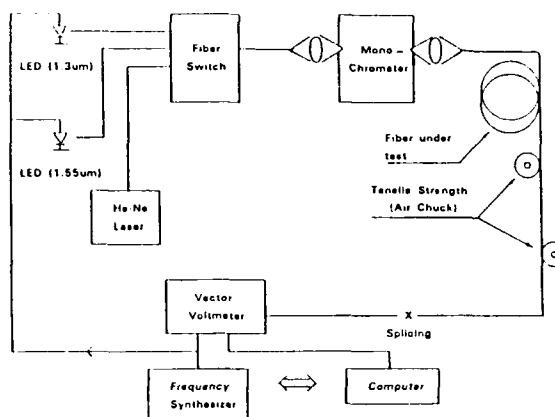 LED (1.3um)
Fiber
Switch
Mono -
Chrometer
LED (1.55um)
Fiber under
test
Tensile Strength
(Air Chuck)
He-Ne
Laser
Vector
Voltmeter
x
Splicing
Frequency
Synthesizer
Computer